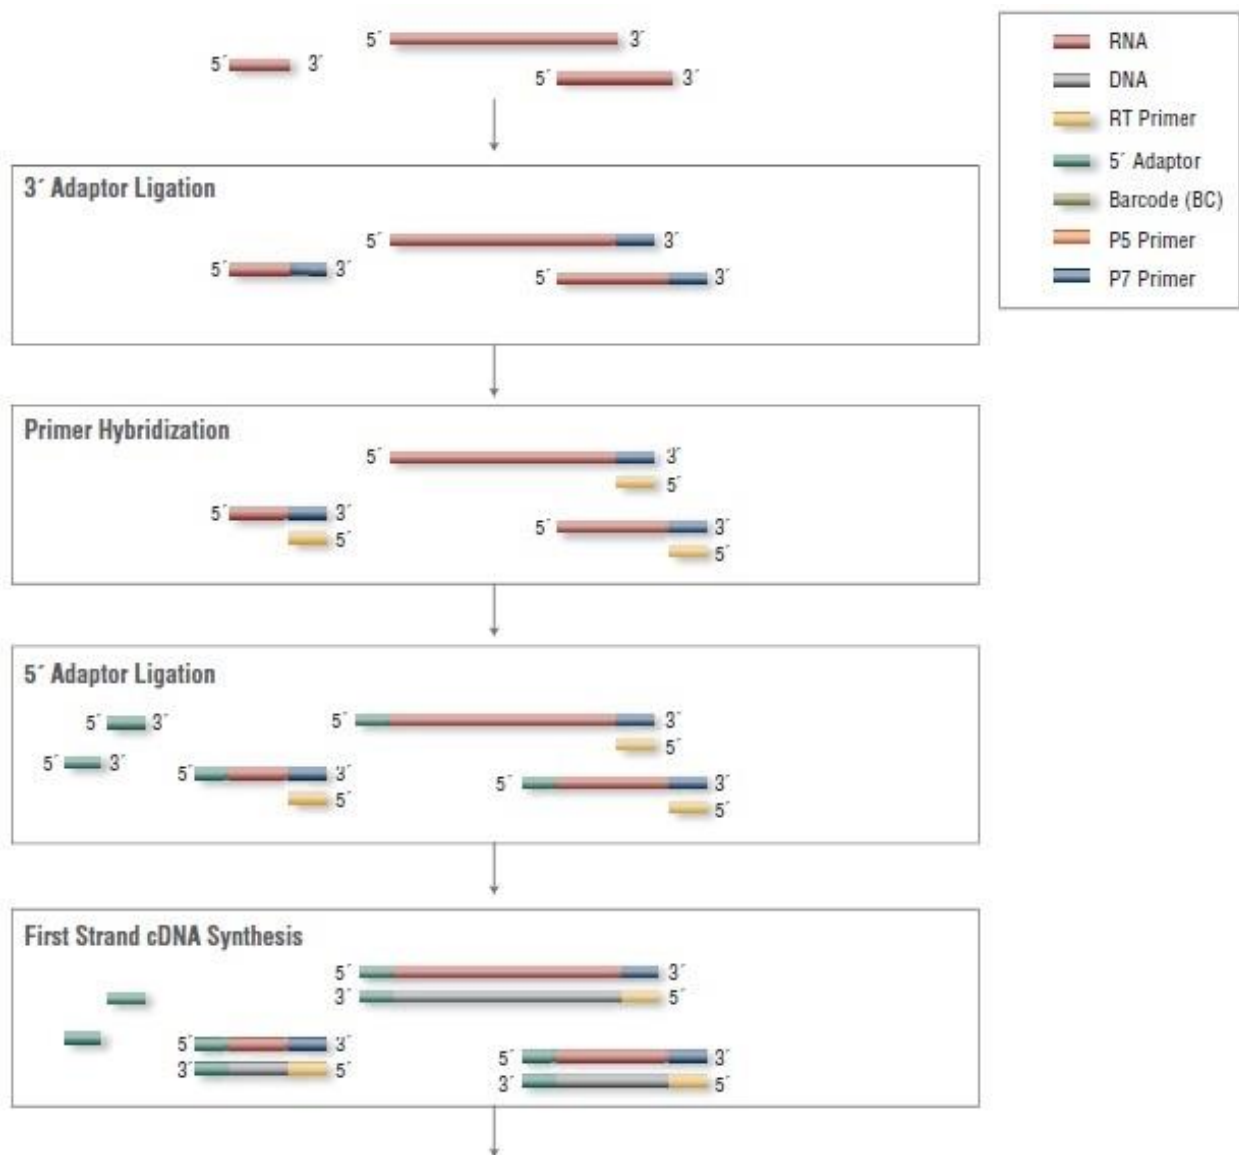 5´ 3´
5´ 3´
5´ 3´
RNA
DNA
RT Primer
5´ Adaptor
Barcode (BC)
P5 Primer
P7 Primer
3´ Adaptor Ligation
5´ 3´
5´ 3´
5´ 3´
Primer Hybridization
5´ 3´
5´
5´ 3´
5´
5´ 3´
5´
5´ Adaptor Ligation
5´ 3´
5´ 3´
5´ 3´
5´
5´ 3´
5´
5´ 3´
5´
First Strand cDNA Synthesis
5´ 3´
3´ 5´
5´ 3´
3´ 5´
5´ 3´
3´ 5´